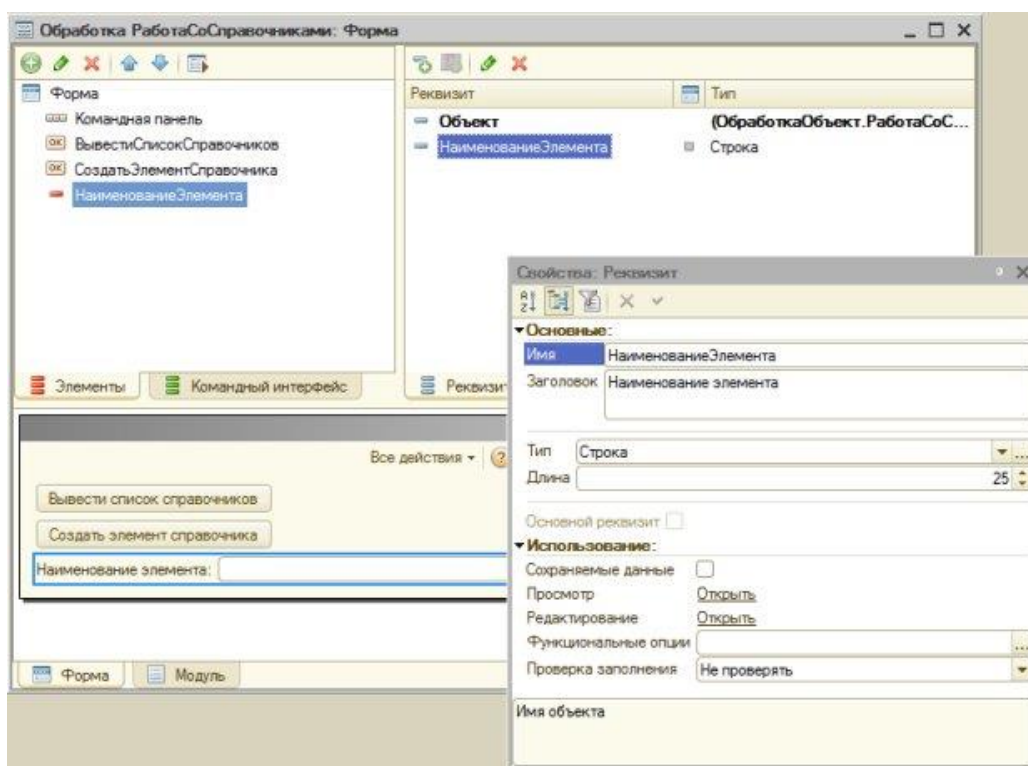 Обработка РаботаСоСправочниками: Форма
Форма
Командная панель
ВывестиСписокСправочников
СоздатьЭлементСправочника
НаименованиеЭлемента
Реквизит Тип
Объект (ОбработкаОбъект.РаботаСоС...
НаименованиеЭлемента Строка
Элементы Командный интерфейс
Все действия
Вывести список справочников
Создать элемент справочника
Наименование элемента:
Форма Модуль
Свойства: Реквизит
Основные:
Имя НаименованиеЭлемента
Заголовок Наименование элемента
Тип Строка
Длина 25
Основной реквизит
Использование:
Сохраняемые данные
Просмотр Открыть
Редактирование Открыть
Функциональные опции
Проверка заполнения Не проверять
Имя объекта